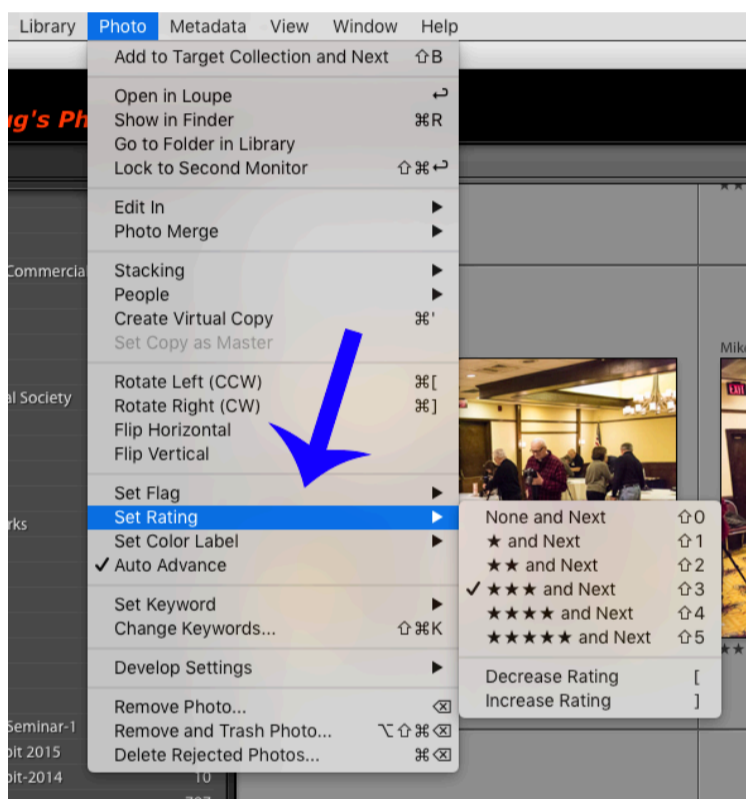 Library Photo Metadata View Window Help
Add to Target Collection and Next ⇧B
Open in Loupe ↩
Show in Finder ⌘R
Go to Folder in Library
Lock to Second Monitor ⇧⌘↩
Edit In ▶
Photo Merge ▶
Stacking ▶
People ▶
Create Virtual Copy ⌘'
Set Copy as Master
Rotate Left (CCW) ⌘[
Rotate Right (CW) ⌘]
Flip Horizontal
Flip Vertical
Set Flag ▶
Set Rating ▶
Set Color Label ▶
✓ Auto Advance
Set Keyword ▶
Change Keywords... ⇧⌘K
Develop Settings ▶
Remove Photo... ⌫
Remove and Trash Photo... ⌥⇧⌘⌫
Delete Rejected Photos... ⌘⌫
None and Next ⇧0
★ and Next ⇧1
★★ and Next ⇧2
✓ ★★★ and Next ⇧3
★★★★ and Next ⇧4
★★★★★ and Next ⇧5
Decrease Rating [
Increase Rating ]
ug's Ph
Commercia
al Society
rks
Seminar-1
bit 2015
bit-2014 10
Mike
EXIT